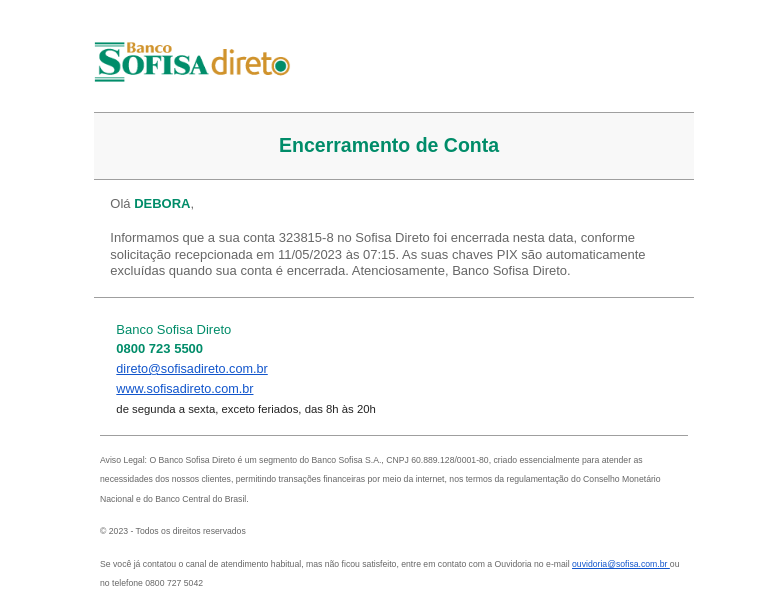 Banco
SOFISA direto
Encerramento de Conta
Olá DEBORA,
Informamos que a sua conta 323815-8 no Sofisa Direto foi encerrada nesta data, conforme
solicitação recepcionada em 11/05/2023 às 07:15. As suas chaves PIX são automaticamente
excluídas quando sua conta é encerrada. Atenciosamente, Banco Sofisa Direto.
Banco Sofisa Direto
0800 723 5500
direto@sofisadireto.com.br
www.sofisadireto.com.br
de segunda a sexta, exceto feriados, das 8h às 20h
Aviso Legal: O Banco Sofisa Direto é um segmento do Banco Sofisa S.A., CNPJ 60.889.128/0001-80, criado essencialmente para atender as
necessidades dos nossos clientes, permitindo transações financeiras por meio da internet, nos termos da regulamentação do Conselho Monetário
Nacional e do Banco Central do Brasil.
© 2023 - Todos os direitos reservados
Se você já contatou o canal de atendimento habitual, mas não ficou satisfeito, entre em contato com a Ouvidoria no e-mail ouvidoria@sofisa.com.br ou
no telefone 0800 727 5042